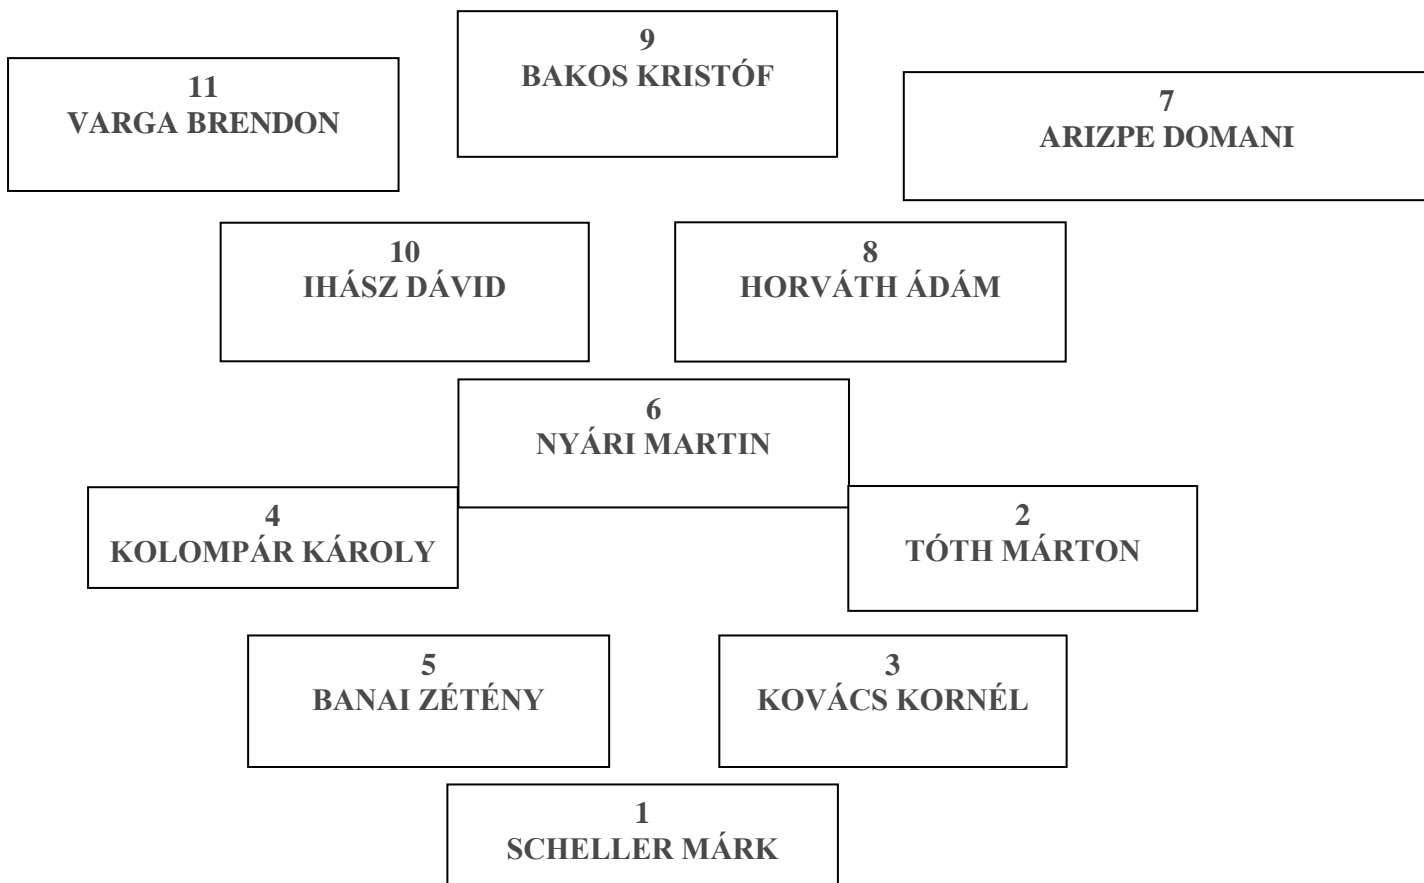 9
BAKOS KRISTÓF
11
VARGA BRENDON
7
ARIZPE DOMANI
10
IHÁSZ DÁVID
8
HORVÁTH ÁDÁM
6
NYÁRI MARTIN
4
KOLOMPÁR KÁROLY
2
TÓTH MÁRTON
5
BANAI ZÉTÉNY
3
KOVÁCS KORNÉL
1
SCHELLER MÁRK